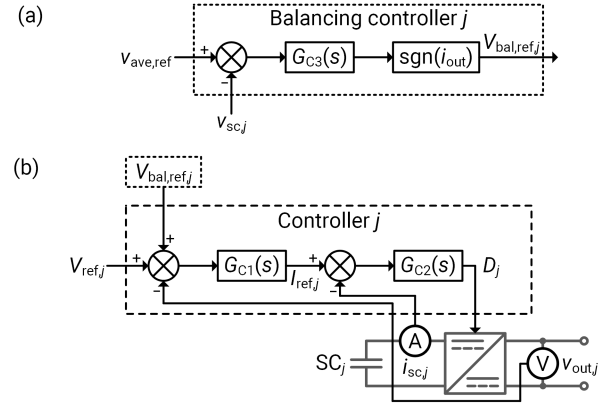 (a)
Balancing controller j
v_ave,ref
+
−
G_C3(s)
sgn(i_out)
V_bal,ref,j
v_sc,j
(b)
V_bal,ref,j
Controller j
+
V_ref,j
+
−
G_C1(s)
I_ref,j
+
−
G_C2(s)
D_j
SC_j
A
i_sc,j
V
v_out,j